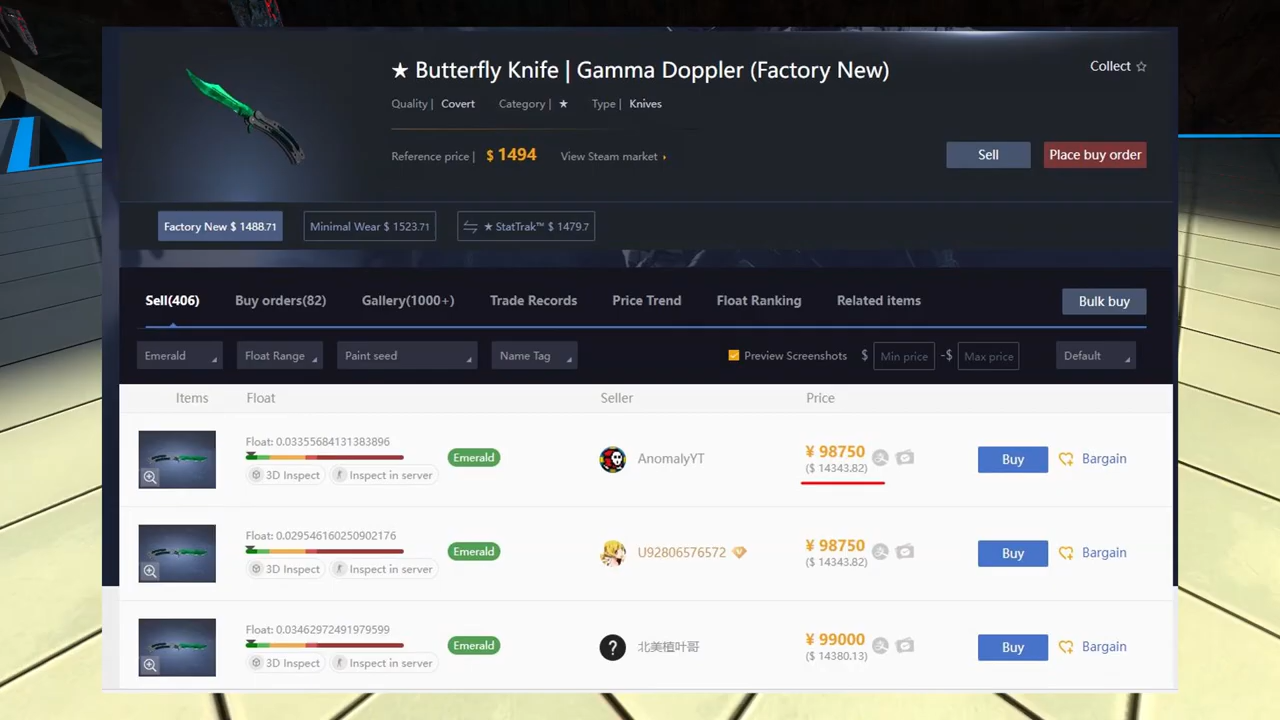 ★ Butterfly Knife | Gamma Doppler (Factory New)
Collect ☆
Quality | Covert Category | ★ Type | Knives
Reference price | $ 1494 View Steam market
Sell
Place buy order
Factory New $ 1488.71
Minimal Wear $ 1523.71
★ StatTrak™ $ 1479.7
Sell(406)
Buy orders(82)
Gallery(1000+)
Trade Records
Price Trend
Float Ranking
Related items
Bulk buy
Emerald
Float Range
Paint seed
Name Tag
Preview Screenshots
$ Min price -$ Max price
Default
Items Float Seller Price
Float: 0.03355684131383896
3D Inspect Inspect in server
Emerald
AnomalyYT
¥ 98750
($ 14343.82)
Buy
Bargain
Float: 0.029546160250902176
3D Inspect Inspect in server
Emerald
U92806576572
¥ 98750
($ 14343.82)
Buy
Bargain
Float: 0.03462972491979599
3D Inspect Inspect in server
Emerald
?
北美植叶哥
¥ 99000
($ 14380.13)
Buy
Bargain